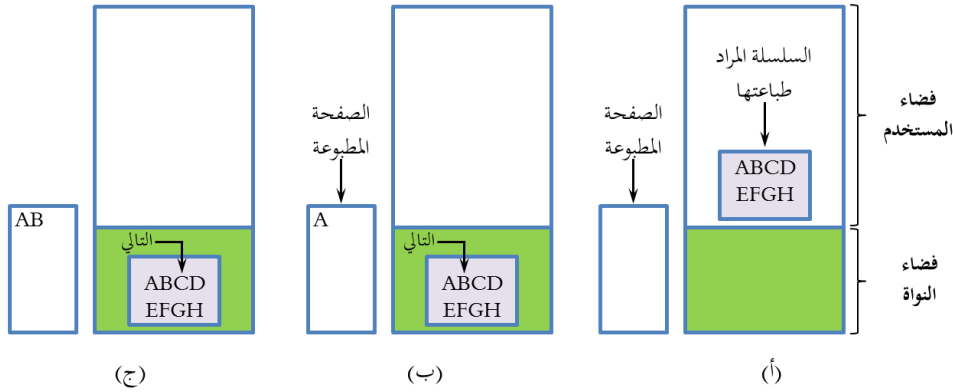 السلسلة المراد
طباعتها
ABCD
EFGH
فضاء
المستخدم
فضاء
النواة
الصفحة
المطبوعة
(أ)
الصفحة
المطبوعة
A
التالي
ABCD
EFGH
(ب)
AB
التالي
ABCD
EFGH
(ج)